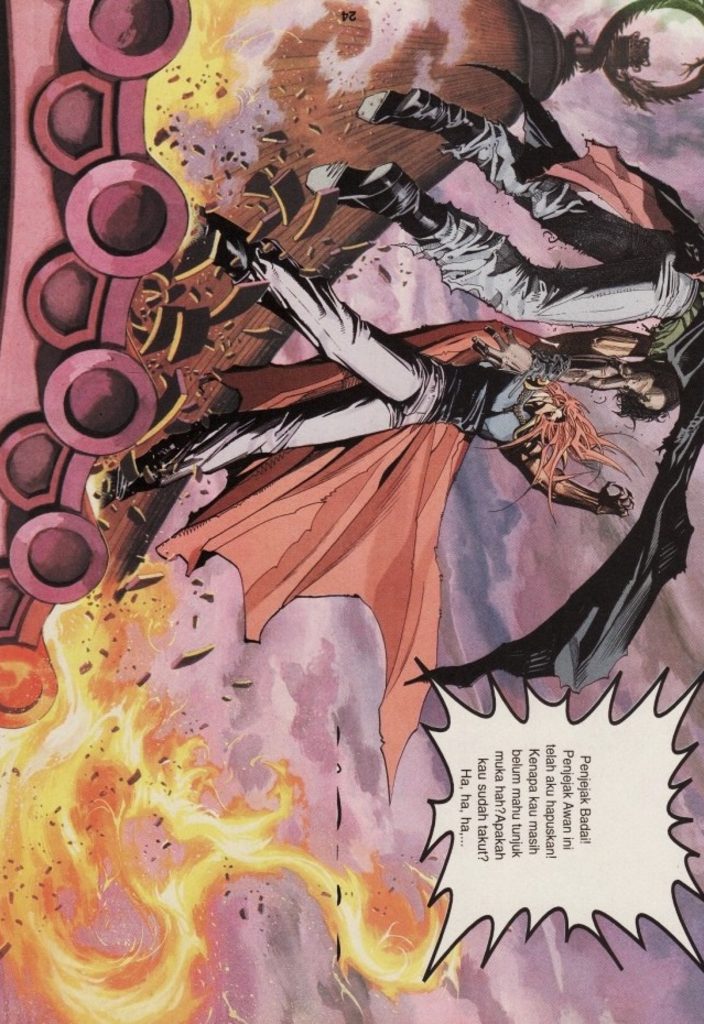 Penjejak Badai!
Penjejak Awan ini
telah aku hapuskan!
Kenapa kau masih
belum mahu tunjuk
muka hah?Apakah
kau sudah takut?
Ha, ha, ha,...
24